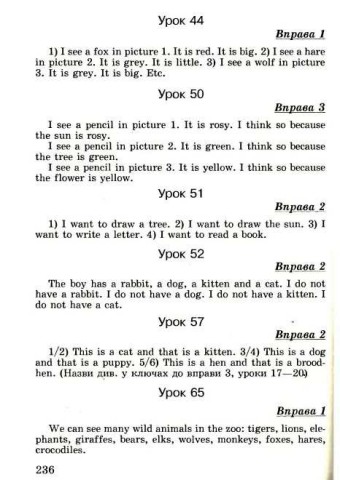 Урок 44
Вправа 1
1) I see a fox in picture 1. It is red. It is big. 2) I see a hare
in picture 2. It is grey. It is little. 3) I see a wolf in picture
3. It is grey. It is big. Etc.
Урок 50
Вправа 3
I see a pencil in picture 1. It is rosy. I think so because
the sun is rosy.
I see a pencil in picture 2. It is green. I think so because
the tree is green.
I see a pencil in picture 3. It is yellow. I think so because
the flower is yellow.
Урок 51
Вправа 2
1) I want to draw a tree. 2) I want to draw the sun. 3) I
want to write a letter. 4) I want to read a book.
Урок 52
Вправа 2
The boy has a rabbit, a dog, a kitten and a cat. I do not
have a rabbit. I do not have a dog. I do not have a kitten. I
do not have a cat.
Урок 57
Вправа 2
1/2) This is a cat and that is a kitten. 3/4) This is a dog
and that is a puppy. 5/6) This is a hen and that is a brood-
hen. (Назви див. у ключах до вправи 3, уроки 17—20)
Урок 65
Вправа 1
We can see many wild animals in the zoo: tigers, lions, ele-
phants, giraffes, bears, elks, wolves, monkeys, foxes, hares,
crocodiles.
236